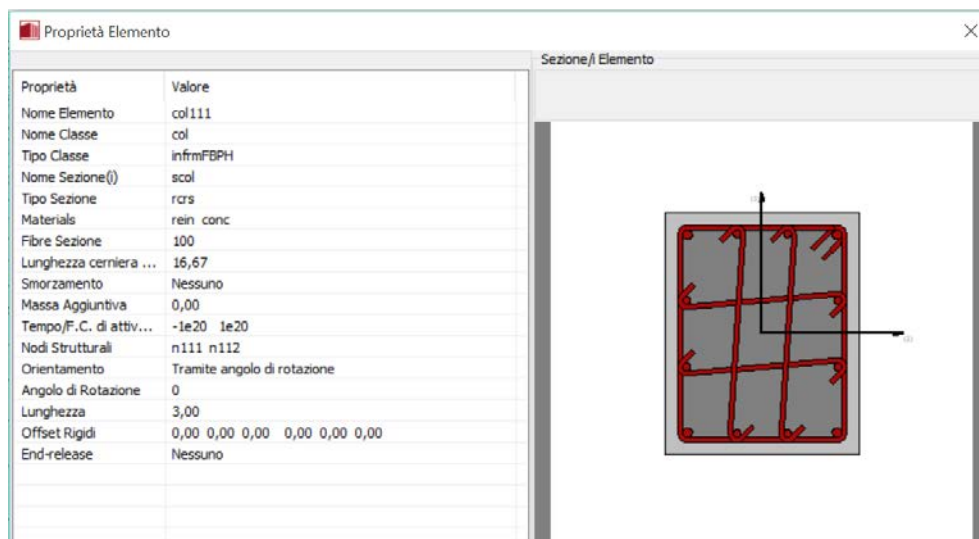 Proprietà Elemento
Sezione/i Elemento
Proprietà Valore
Nome Elemento col111
Nome Classe col
Tipo Classe infrmFBPH
Nome Sezione(i) scol
Tipo Sezione rcrs
Materials rein conc
Fibre Sezione 100
Lunghezza cerniera ... 16,67
Smorzamento Nessuno
Massa Aggiuntiva 0,00
Tempo/F.C. di attiv... -1e20 1e20
Nodi Strutturali n111 n112
Orientamento Tramite angolo di rotazione
Angolo di Rotazione 0
Lunghezza 3,00
Offset Rigidi 0,00 0,00 0,00 0,00 0,00 0,00
End-release Nessuno